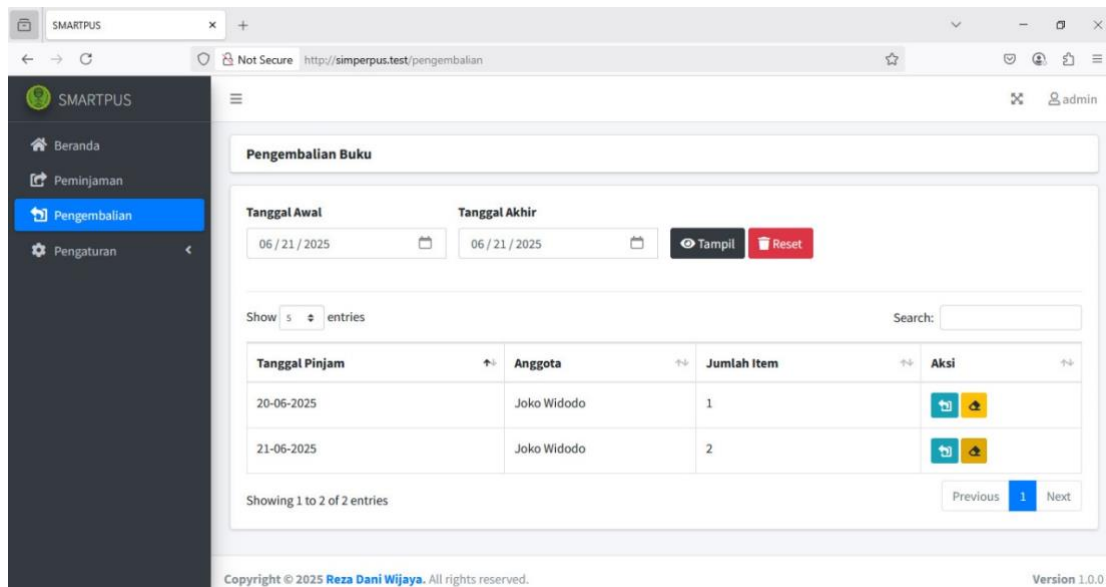 SMARTPUS
Not Secure http://simperpus.test/pengembalian
SMARTPUS
admin
Beranda
Peminjaman
Pengembalian
Pengaturan
Pengembalian Buku
Tanggal Awal Tanggal Akhir
06 / 21 / 2025 06 / 21 / 2025 Tampil Reset
Show 5 entries Search:
Tanggal Pinjam Anggota Jumlah Item Aksi
20-06-2025 Joko Widodo 1
21-06-2025 Joko Widodo 2
Showing 1 to 2 of 2 entries Previous 1 Next
Copyright © 2025 Reza Dani Wijaya. All rights reserved. Version 1.0.0